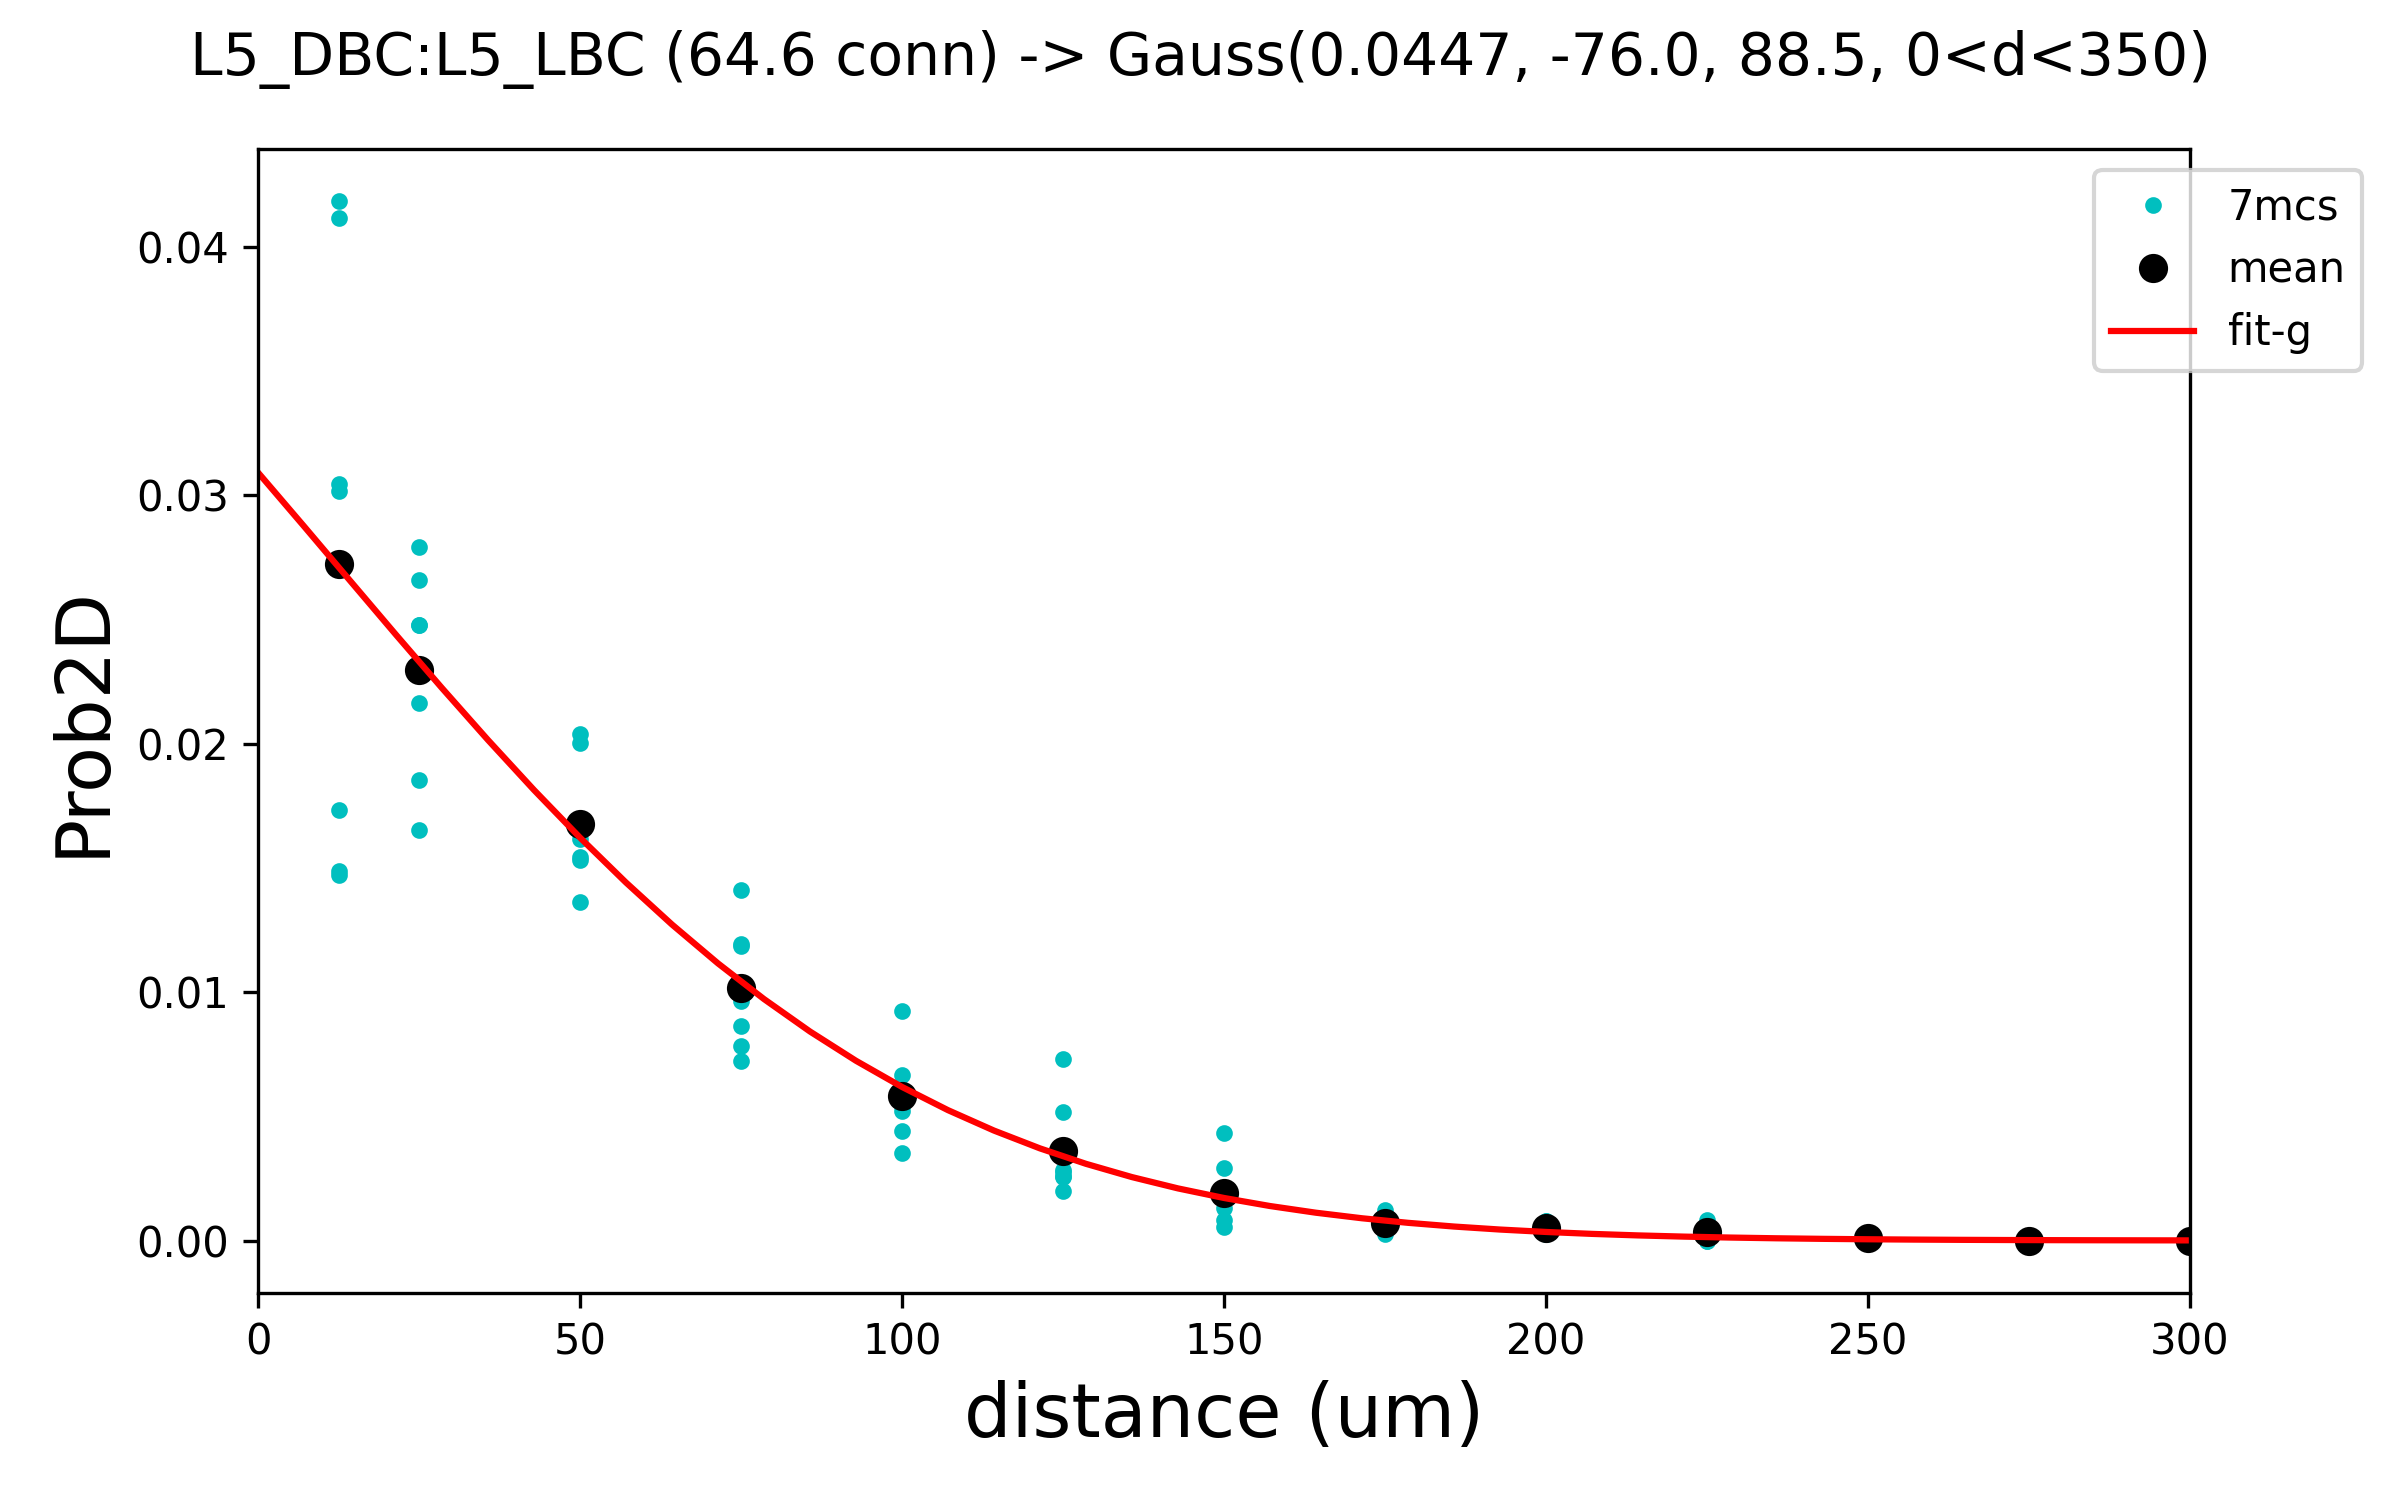 L5_DBC:L5_LBC (64.6 conn) -> Gauss(0.0447, -76.0, 88.5, 0<d<350)
7mcs
mean
fit-g
Prob2D
0.04
0.03
0.02
0.01
0.00
0 50 100 150 200 250 300
distance (um)